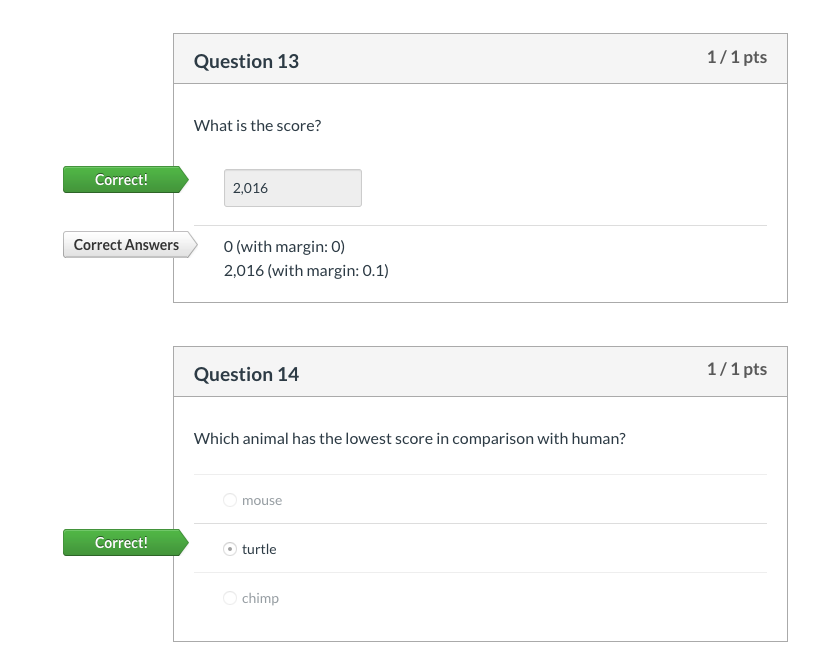 Question 13
1 / 1 pts
What is the score?
Correct!
2,016
Correct Answers
0 (with margin: 0)
2,016 (with margin: 0.1)
Question 14
1 / 1 pts
Which animal has the lowest score in comparison with human?
mouse
Correct!
turtle
chimp